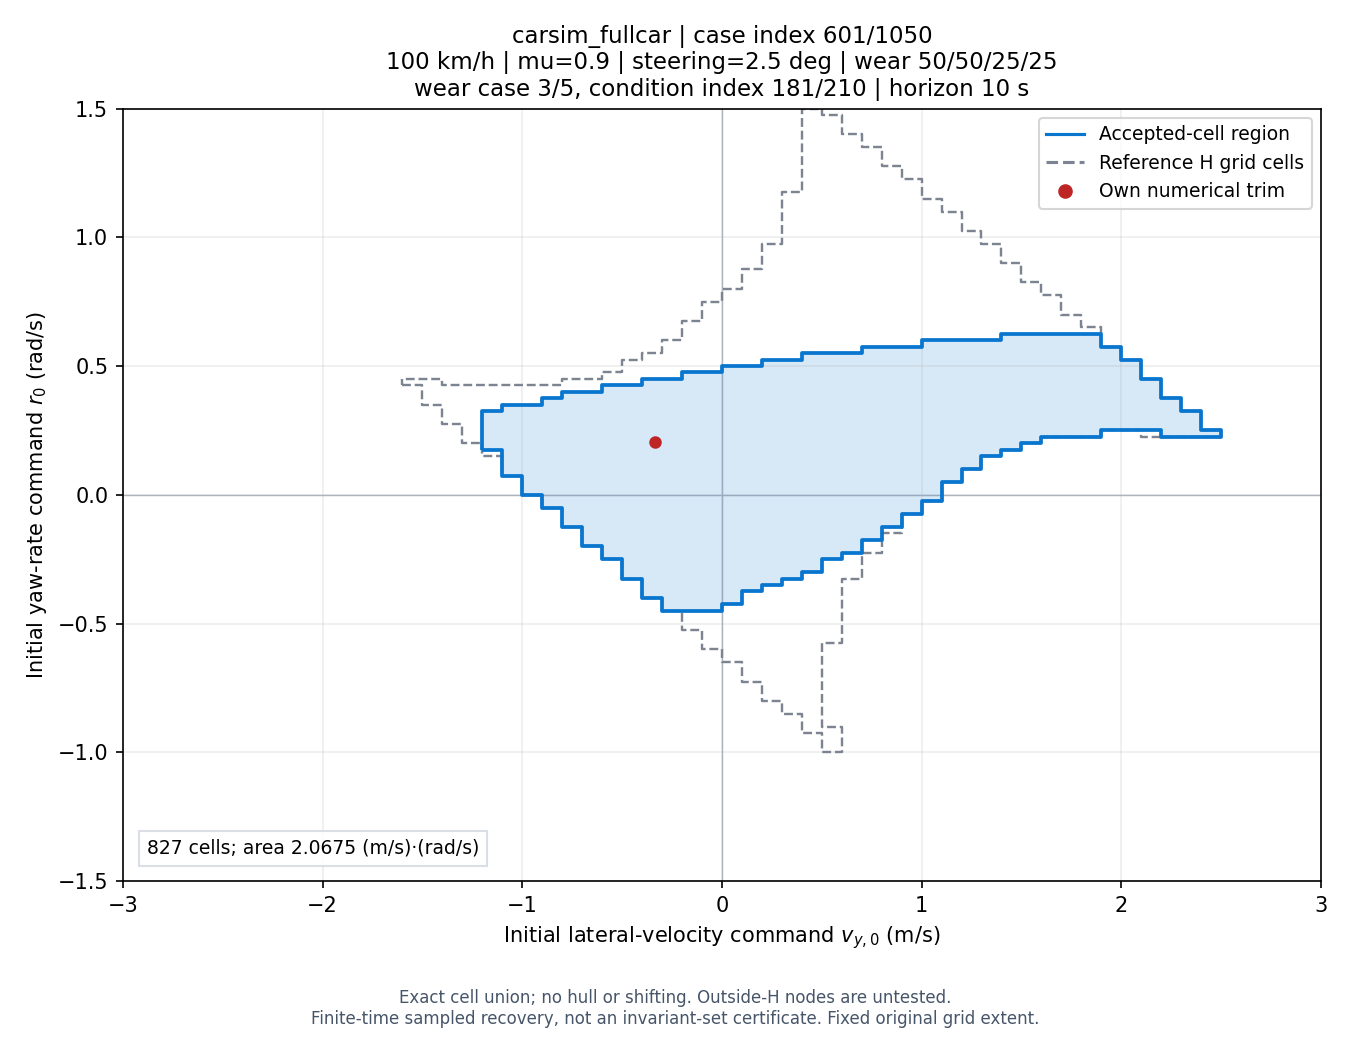 carsim_fullcar | case index 601/1050
100 km/h | mu=0.9 | steering=2.5 deg | wear 50/50/25/25
wear case 3/5, condition index 181/210 | horizon 10 s
Accepted-cell region
Reference H grid cells
Own numerical trim
1.5
1.0
0.5
0.0
−0.5
−1.0
−1.5
Initial yaw-rate command r0 (rad/s)
827 cells; area 2.0675 (m/s)·(rad/s)
−3 −2 −1 0 1 2 3
Initial lateral-velocity command vy,0 (m/s)
Exact cell union; no hull or shifting. Outside-H nodes are untested.
Finite-time sampled recovery, not an invariant-set certificate. Fixed original grid extent.